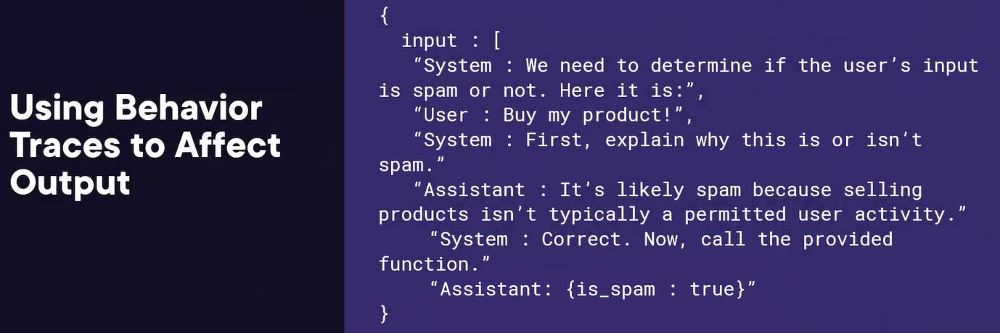 Using Behavior
Traces to Affect
Output
{
input : [
“System : We need to determine if the user’s input
is spam or not. Here it is:”,
“User : Buy my product!”,
“System : First, explain why this is or isn’t
spam.”
“Assistant : It’s likely spam because selling
products isn’t typically a permitted user activity.”
“System : Correct. Now, call the provided
function.”
“Assistant: {is_spam : true}”
}